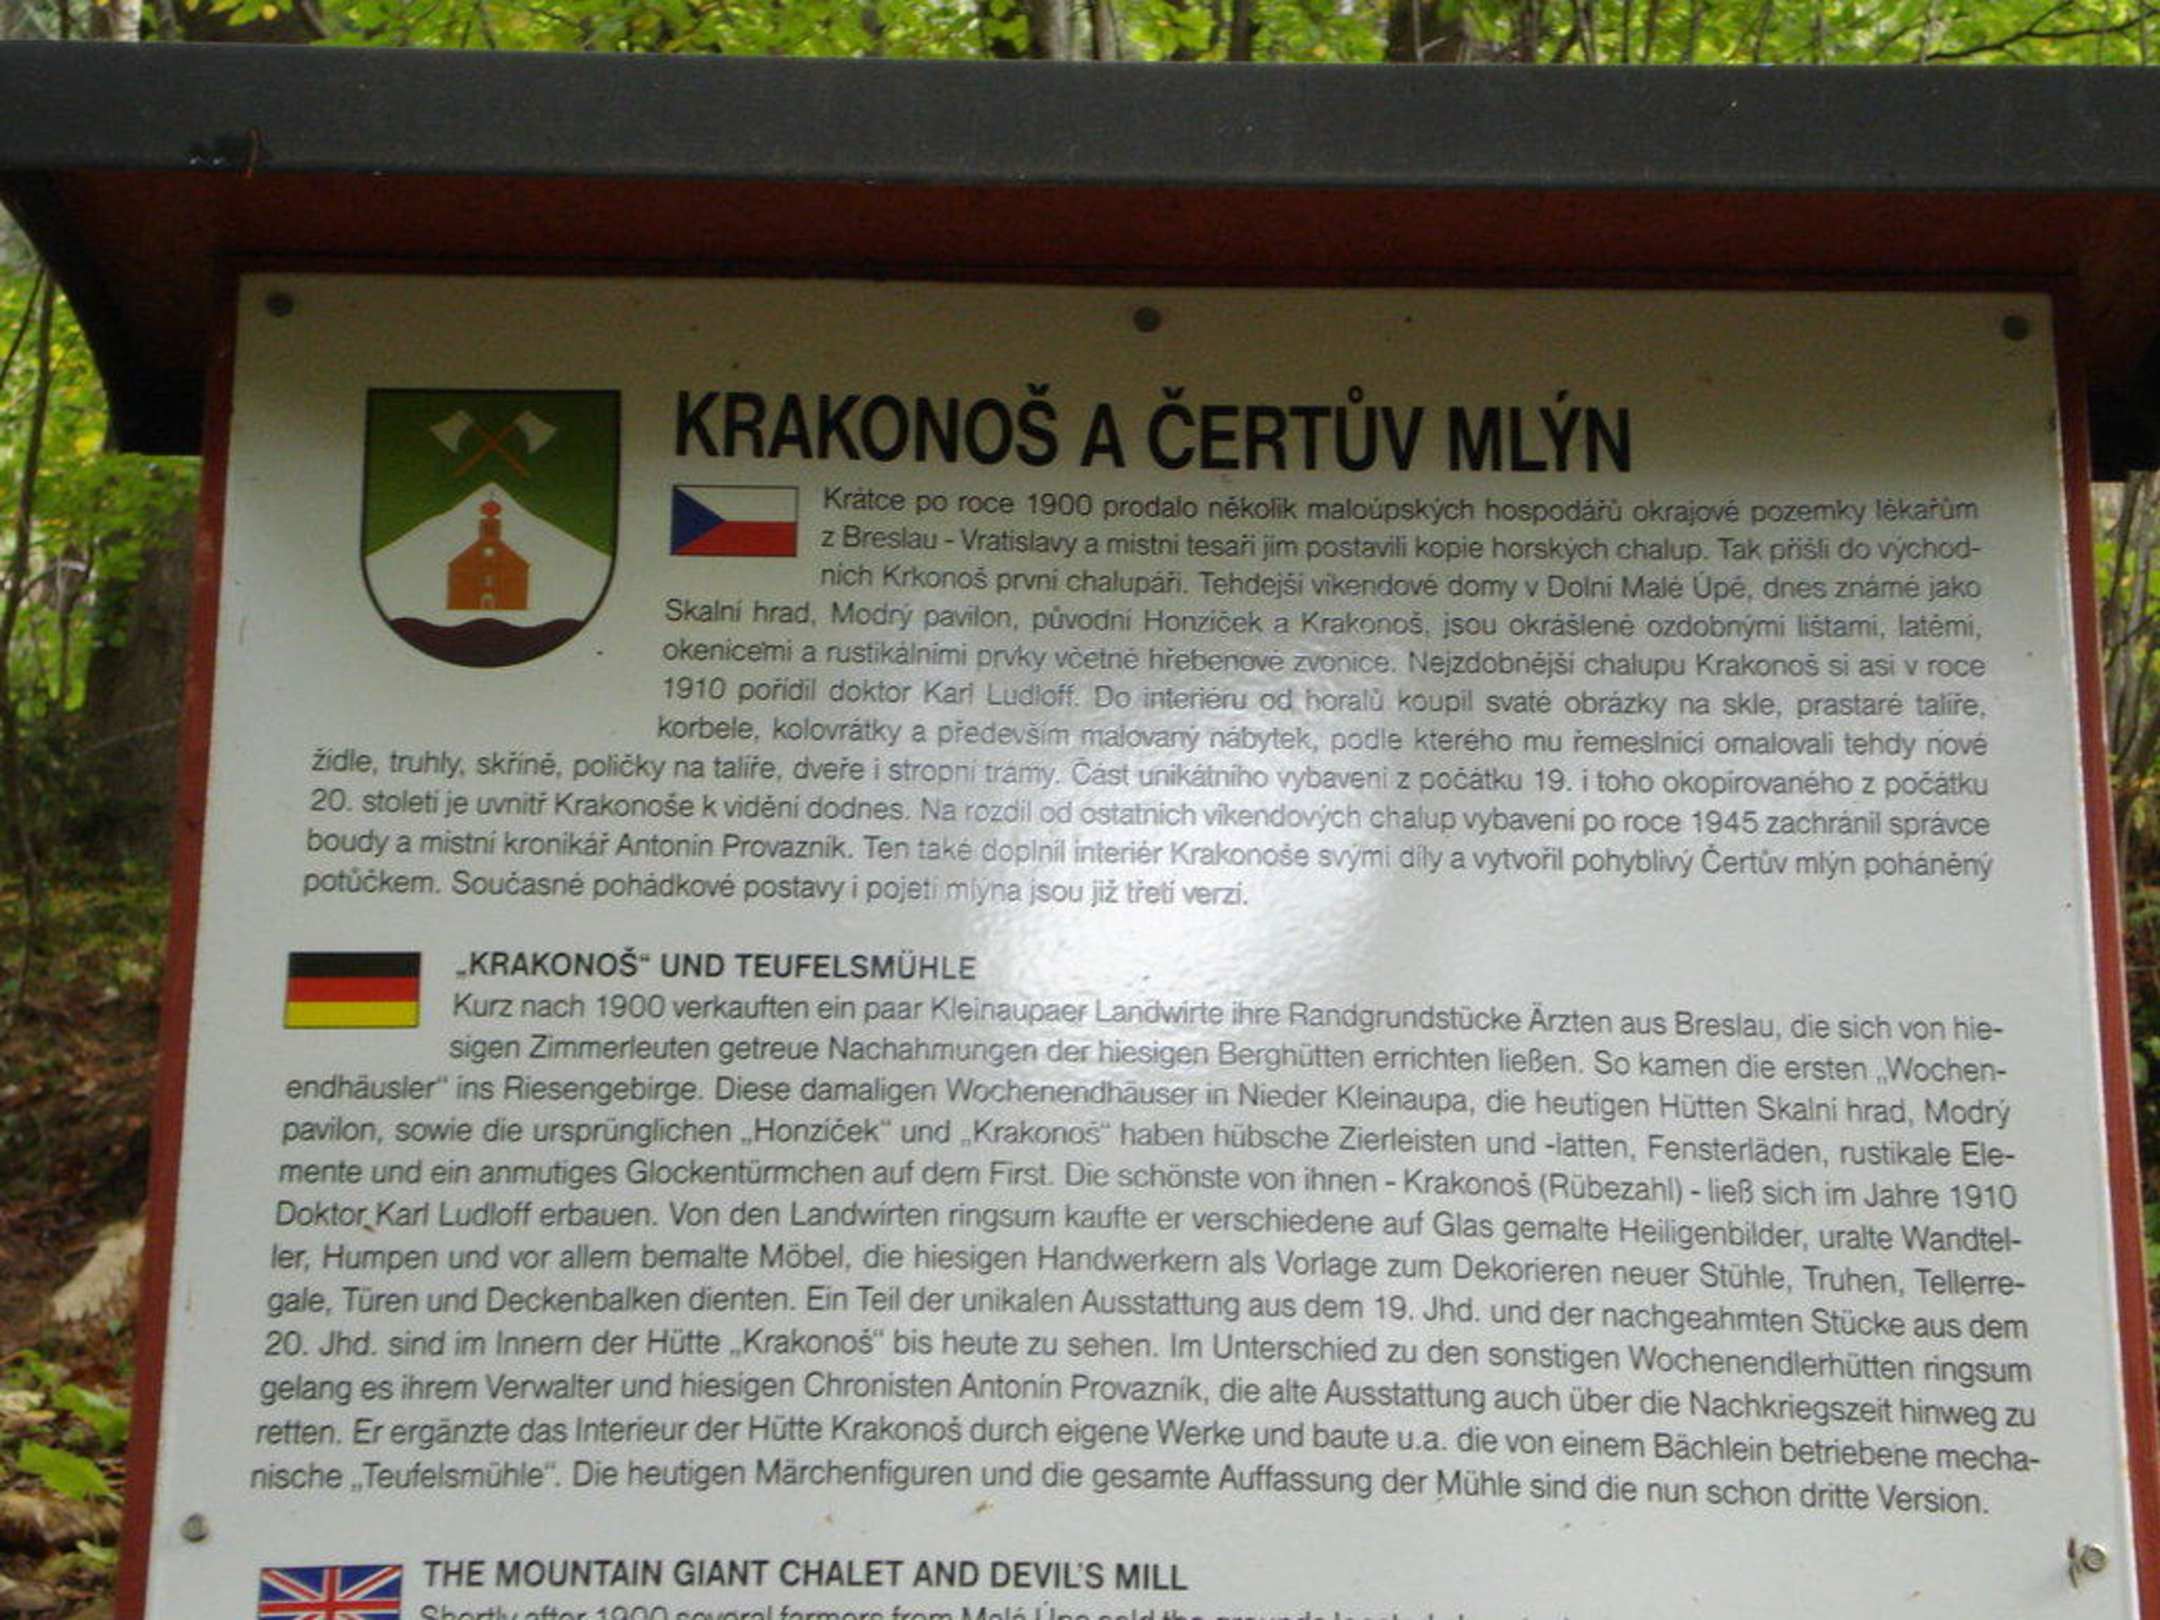 KRAKONOŠ A ČERTŮV MLÝN
Krátce po roce 1900 prodalo několik maloúpských hospodářů okrajové pozemky lékařům
z Breslau - Vratislavy a místní tesaři jim postavili kopie horských chalup. Tak přišli do východ-
ních Krkonoš první chalupáři. Tehdejší víkendové domy v Dolní Malé Úpě, dnes známé jako
Skalní hrad, Modrý pavilon, původní Honzíček a Krakonoš, jsou okrášlené ozdobnými lištami, latěmi,
okenicemi a rustikálními prvky včetně hřebenové zvonice. Nejzdobnější chalupu Krakonoš si asi v roce
1910 pořídil doktor Karl Ludloff. Do interiéru od horalů koupil svaté obrázky na skle, prastaré talíře,
korbele, kolovrátky a především malovaný nábytek, podle kterého mu řemeslníci omalovali tehdy nové
židle, truhly, skříně, poličky na talíře, dveře i stropní trámy. Část unikátního vybavení z počátku 19. i toho okopírovaného z počátku
20. století je uvnitř Krakonoše k vidění dodnes. Na rozdíl od ostatních víkendových chalup vybavení po roce 1945 zachránil správce
boudy a místní kronikář Antonín Provazník. Ten také doplnil interiér Krakonoše svými díly a vytvořil pohyblivý Čertův mlýn poháněný
potůčkem. Současné pohádkové postavy i pojetí mlýna jsou již třetí verzí.
„KRAKONOŠ“ UND TEUFELSMÜHLE
Kurz nach 1900 verkauften ein paar Kleinaupaer Landwirte ihre Randgrundstücke Ärzten aus Breslau, die sich von hie-
sigen Zimmerleuten getreue Nachahmungen der hiesigen Berghütten errichten ließen. So kamen die ersten „Wochen-
endhäusler“ ins Riesengebirge. Diese damaligen Wochenendhäuser in Nieder Kleinaupa, die heutigen Hütten Skalní hrad, Modrý
pavilon, sowie die ursprünglichen „Honzíček“ und „Krakonoš“ haben hübsche Zierleisten und -latten, Fensterläden, rustikale Ele-
mente und ein anmutiges Glockentürmchen auf dem First. Die schönste von ihnen - Krakonoš (Rübezahl) - ließ sich im Jahre 1910
Doktor Karl Ludloff erbauen. Von den Landwirten ringsum kaufte er verschiedene auf Glas gemalte Heiligenbilder, uralte Wandtel-
ler, Humpen und vor allem bemalte Möbel, die hiesigen Handwerkern als Vorlage zum Dekorieren neuer Stühle, Truhen, Tellerre-
gale, Türen und Deckenbalken dienten. Ein Teil der unikalen Ausstattung aus dem 19. Jhd. und der nachgeahmten Stücke aus dem
20. Jhd. sind im Innern der Hütte „Krakonoš“ bis heute zu sehen. Im Unterschied zu den sonstigen Wochenendlerhütten ringsum
gelang es ihrem Verwalter und hiesigen Chronisten Antonín Provazník, die alte Ausstattung auch über die Nachkriegszeit hinweg zu
retten. Er ergänzte das Interieur der Hütte Krakonoš durch eigene Werke und baute u.a. die von einem Bächlein betriebene mecha-
nische „Teufelsmühle“. Die heutigen Märchenfiguren und die gesamte Auffassung der Mühle sind die nun schon dritte Version.
THE MOUNTAIN GIANT CHALET AND DEVIL'S MILL
Shortly after 1900 several farmers from Malá Úpa sold the grounds